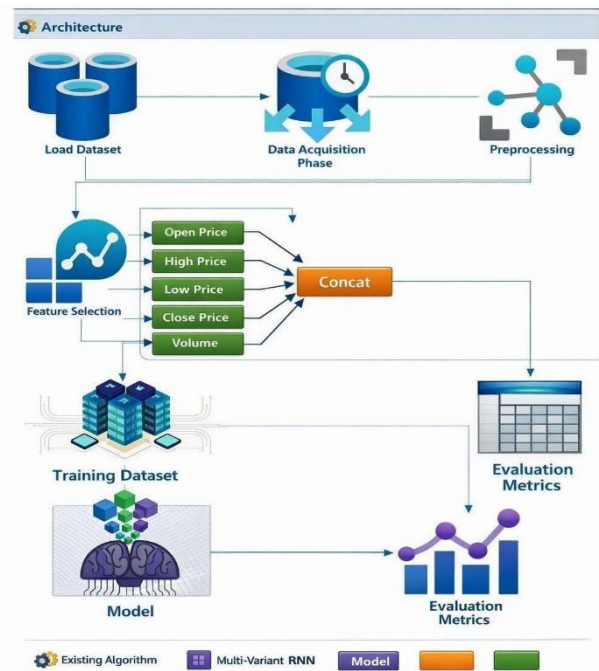 Architecture
Load Dataset
Data Acquisition
Phase
Preprocessing
Feature Selection
Open Price
High Price
Low Price
Close Price
Volume
Concat
Training Dataset
Evaluation
Metrics
Model
Evaluation
Metrics
Existing Algorithm
Multi-Variant RNN
Model